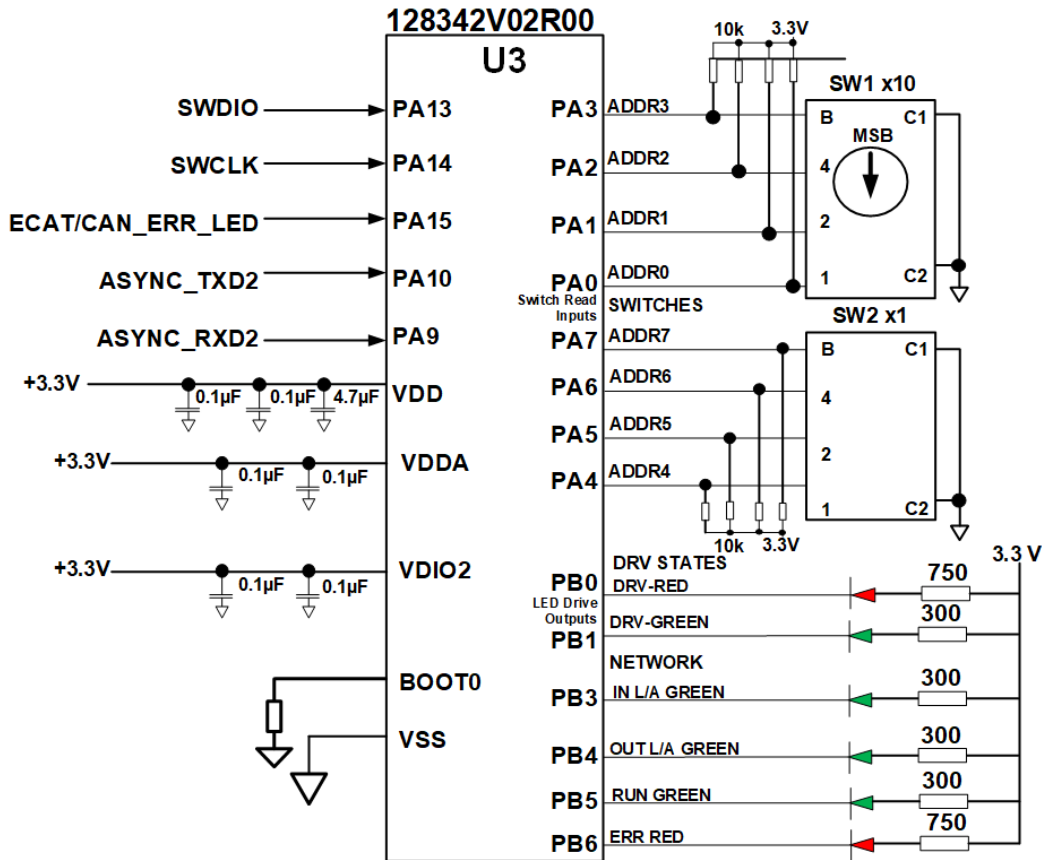 128342V02R00
U3
SWDIO
PA13
SWCLK
PA14
ECAT/CAN_ERR_LED
PA15
ASYNC_TXD2
PA10
ASYNC_RXD2
PA9
+3.3V
0.1µF
0.1µF
4.7µF
VDD
+3.3V
0.1µF
0.1µF
VDDA
+3.3V
0.1µF
0.1µF
VDIO2
BOOT0
VSS
10k
3.3V
PA3
ADDR3
PA2
ADDR2
PA1
ADDR1
PA0
ADDR0
Switch Read
Inputs
SWITCHES
PA7
ADDR7
PA6
ADDR6
PA5
ADDR5
PA4
ADDR4
10k
3.3V
SW1 x10
B
C1
MSB
4
2
1
C2
SW2 x1
B
C1
4
2
1
C2
DRV STATES
3.3 V
PB0
DRV-RED
750
LED Drive
Outputs
PB1
DRV-GREEN
300
NETWORK
PB3
IN L/A GREEN
300
PB4
OUT L/A GREEN
300
PB5
RUN GREEN
300
PB6
ERR RED
750